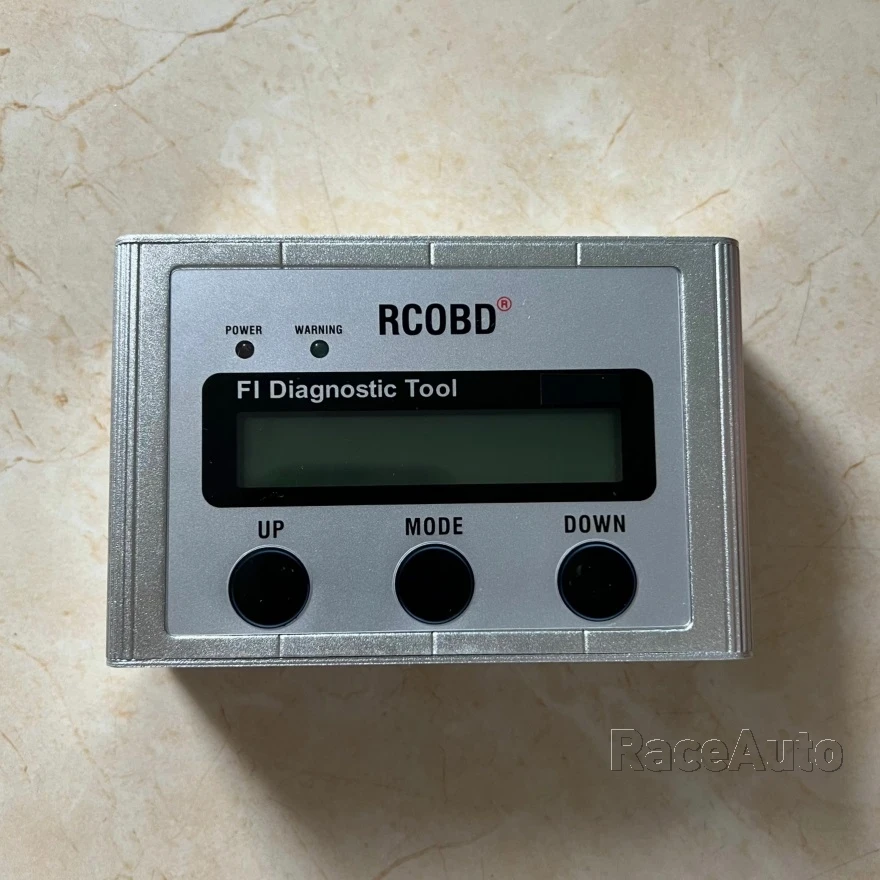 POWER WARNING RCOBD®
FI Diagnostic Tool
UP MODE DOWN
RaceAuto